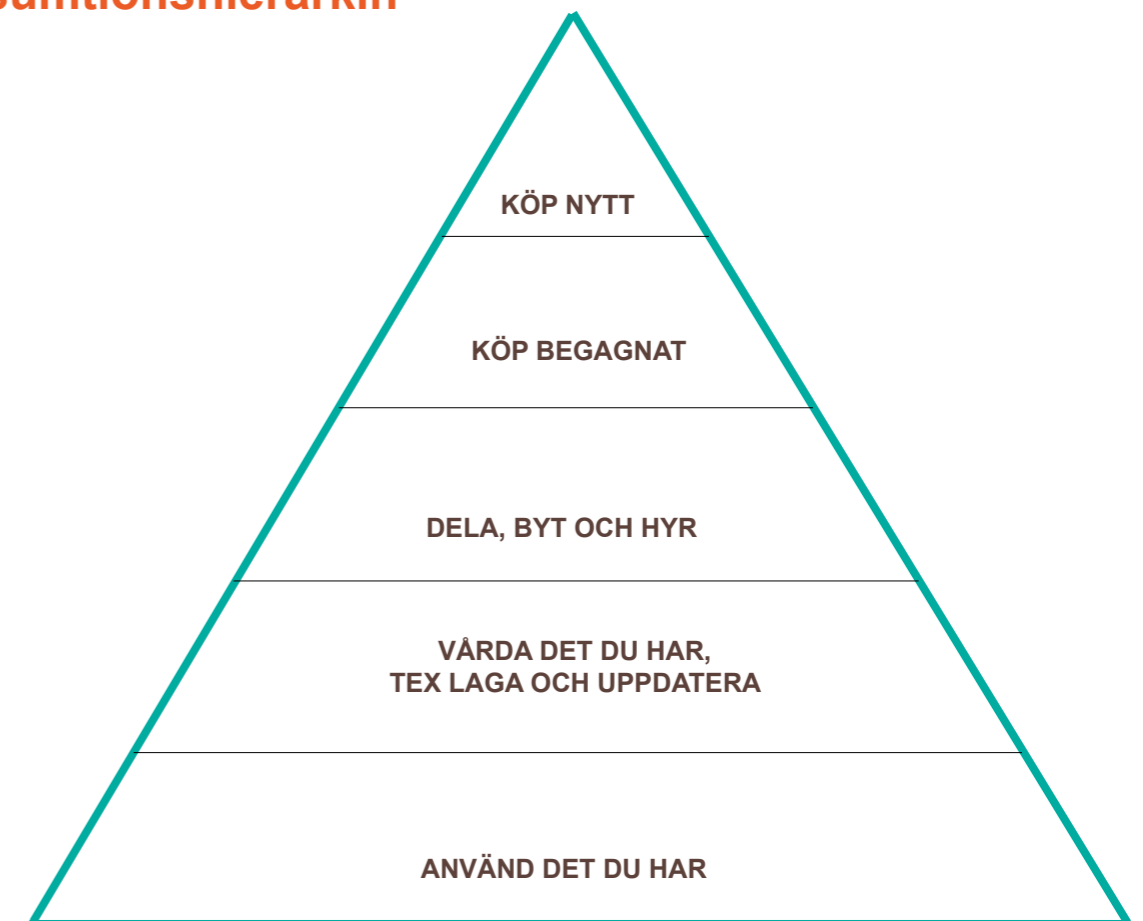 sumtionshierarkin
KÖP NYTT
KÖP BEGAGNAT
DELA, BYT OCH HYR
VÅRDA DET DU HAR,
TEX LAGA OCH UPPDATERA
ANVÄND DET DU HAR